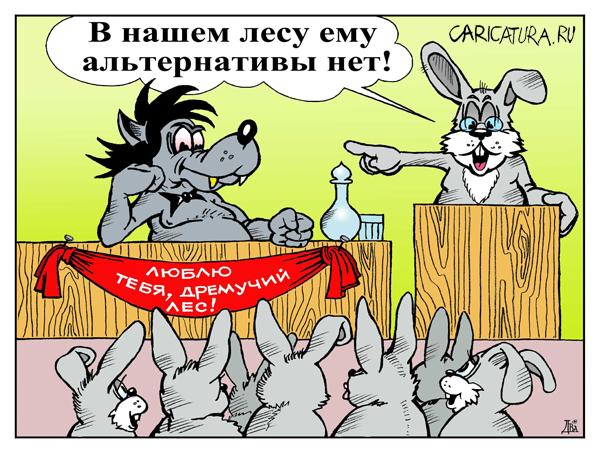 В нашем лесу ему
альтернативы нет!
CARICATURA.RU
ЛЮБЛЮ
ТЕБЯ, ДРЕМУЧИЙ
ЛЕС!